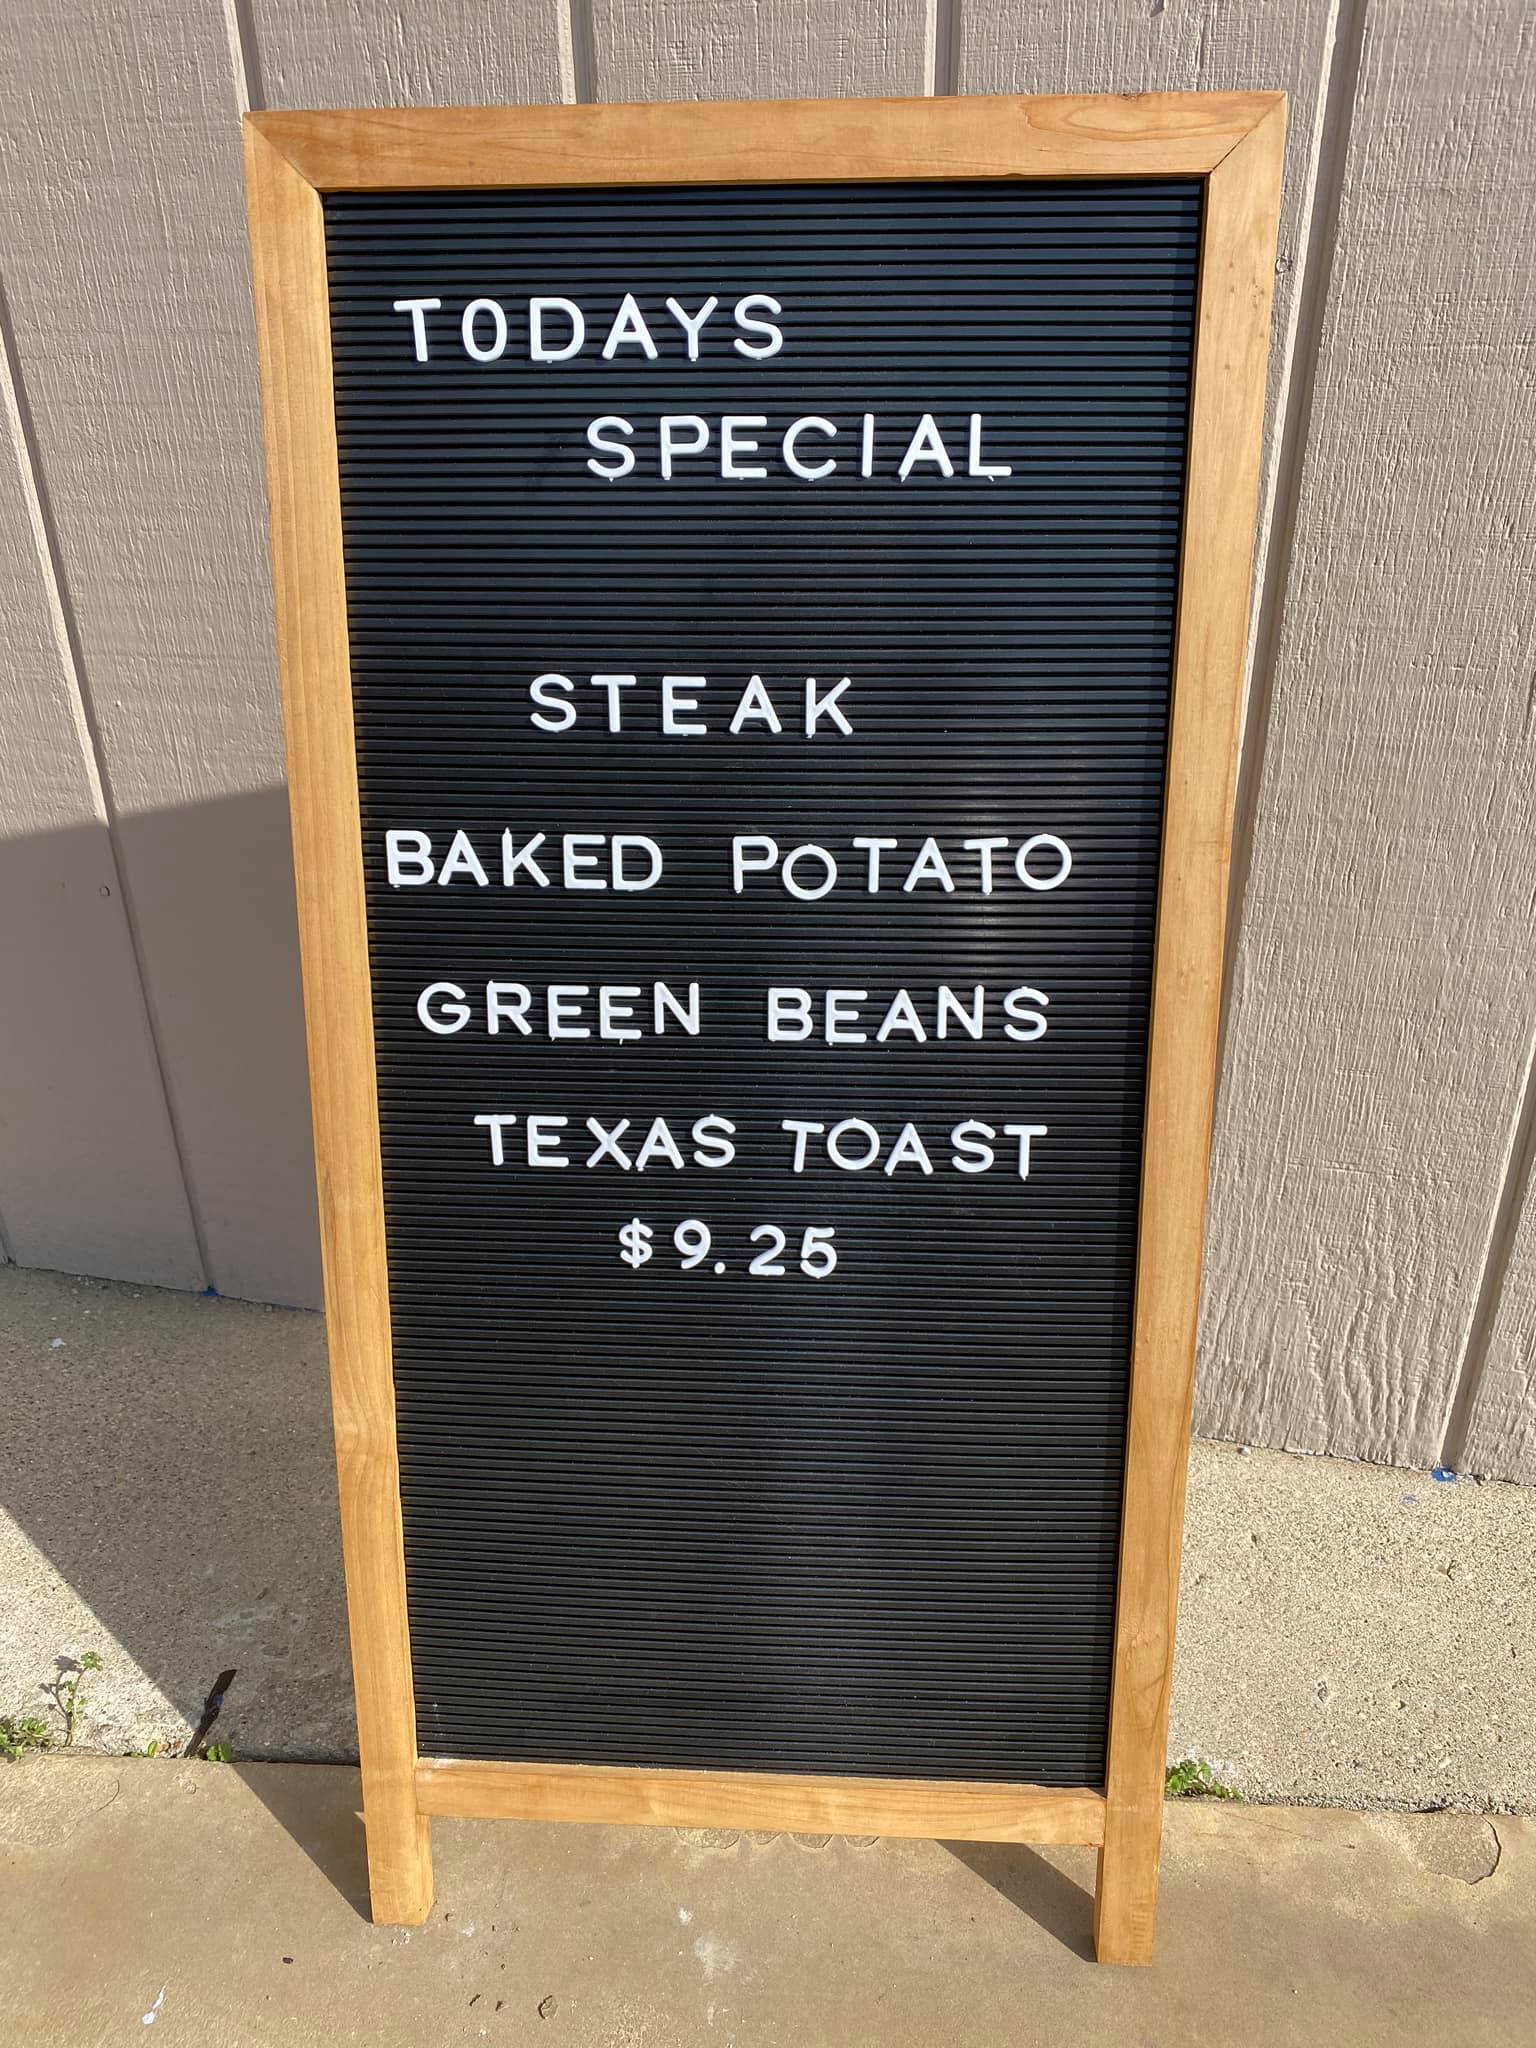 TODAYS
SPECIAL
STEAK
BAKED POTATO
GREEN BEANS
TEXAS TOAST
$9.25